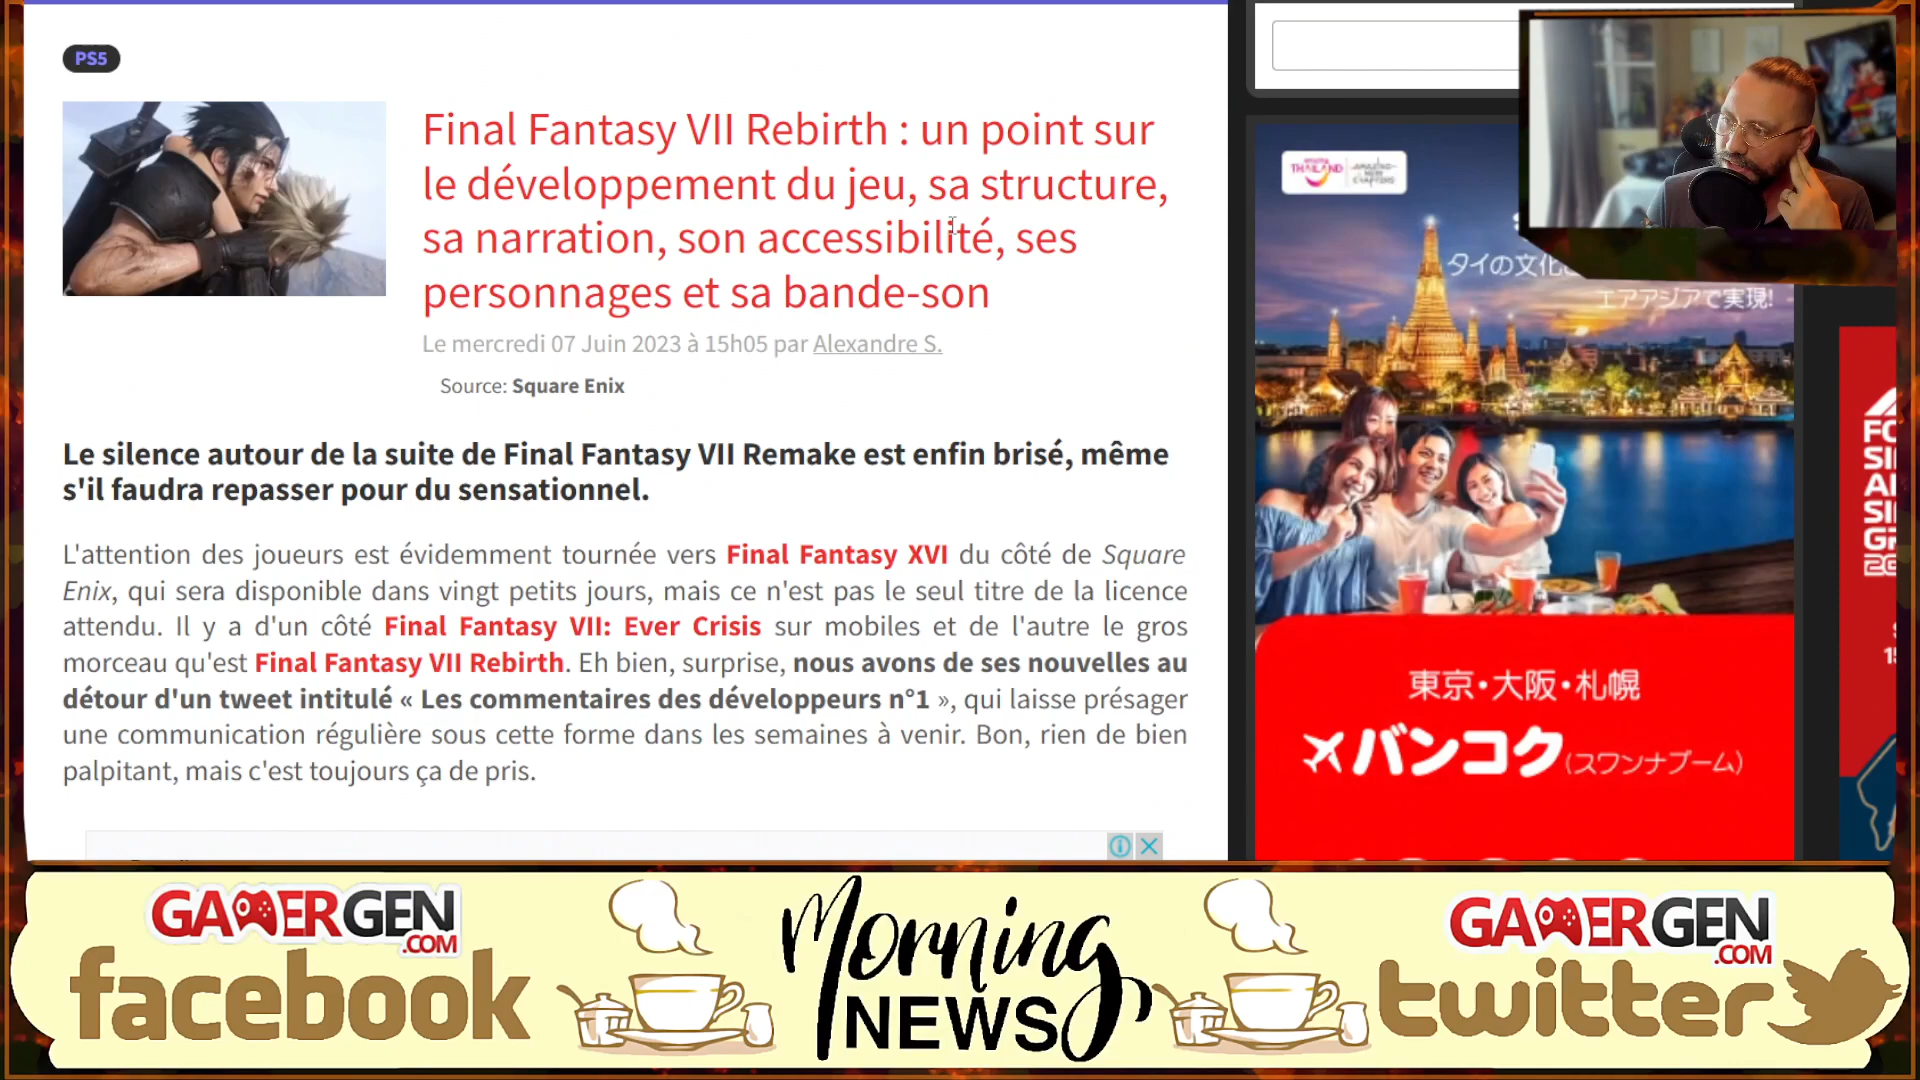 PS5
Final Fantasy VII Rebirth : un point sur
le développement du jeu, sa structure,
sa narration, son accessibilité, ses
personnages et sa bande-son
Le mercredi 07 Juin 2023 à 15h05 par Alexandre S.
Source: Square Enix
Le silence autour de la suite de Final Fantasy VII Remake est enfin brisé, même
s'il faudra repasser pour du sensationnel.
L'attention des joueurs est évidemment tournée vers Final Fantasy XVI du côté de Square
Enix, qui sera disponible dans vingt petits jours, mais ce n'est pas le seul titre de la licence
attendu. Il y a d'un côté Final Fantasy VII: Ever Crisis sur mobiles et de l'autre le gros
morceau qu'est Final Fantasy VII Rebirth. Eh bien, surprise, nous avons de ses nouvelles au
détour d'un tweet intitulé « Les commentaires des développeurs n°1 », qui laisse présager
une communication régulière sous cette forme dans les semaines à venir. Bon, rien de bien
palpitant, mais c'est toujours ça de pris.
THAILAND
タイの文化
エアアジアで実現!
東京・大阪・札幌
バンコク(スワンナプーム)
GAMERGEN
.COM
facebook
Morning
NEWS
GAMERGEN
.COM
twitter